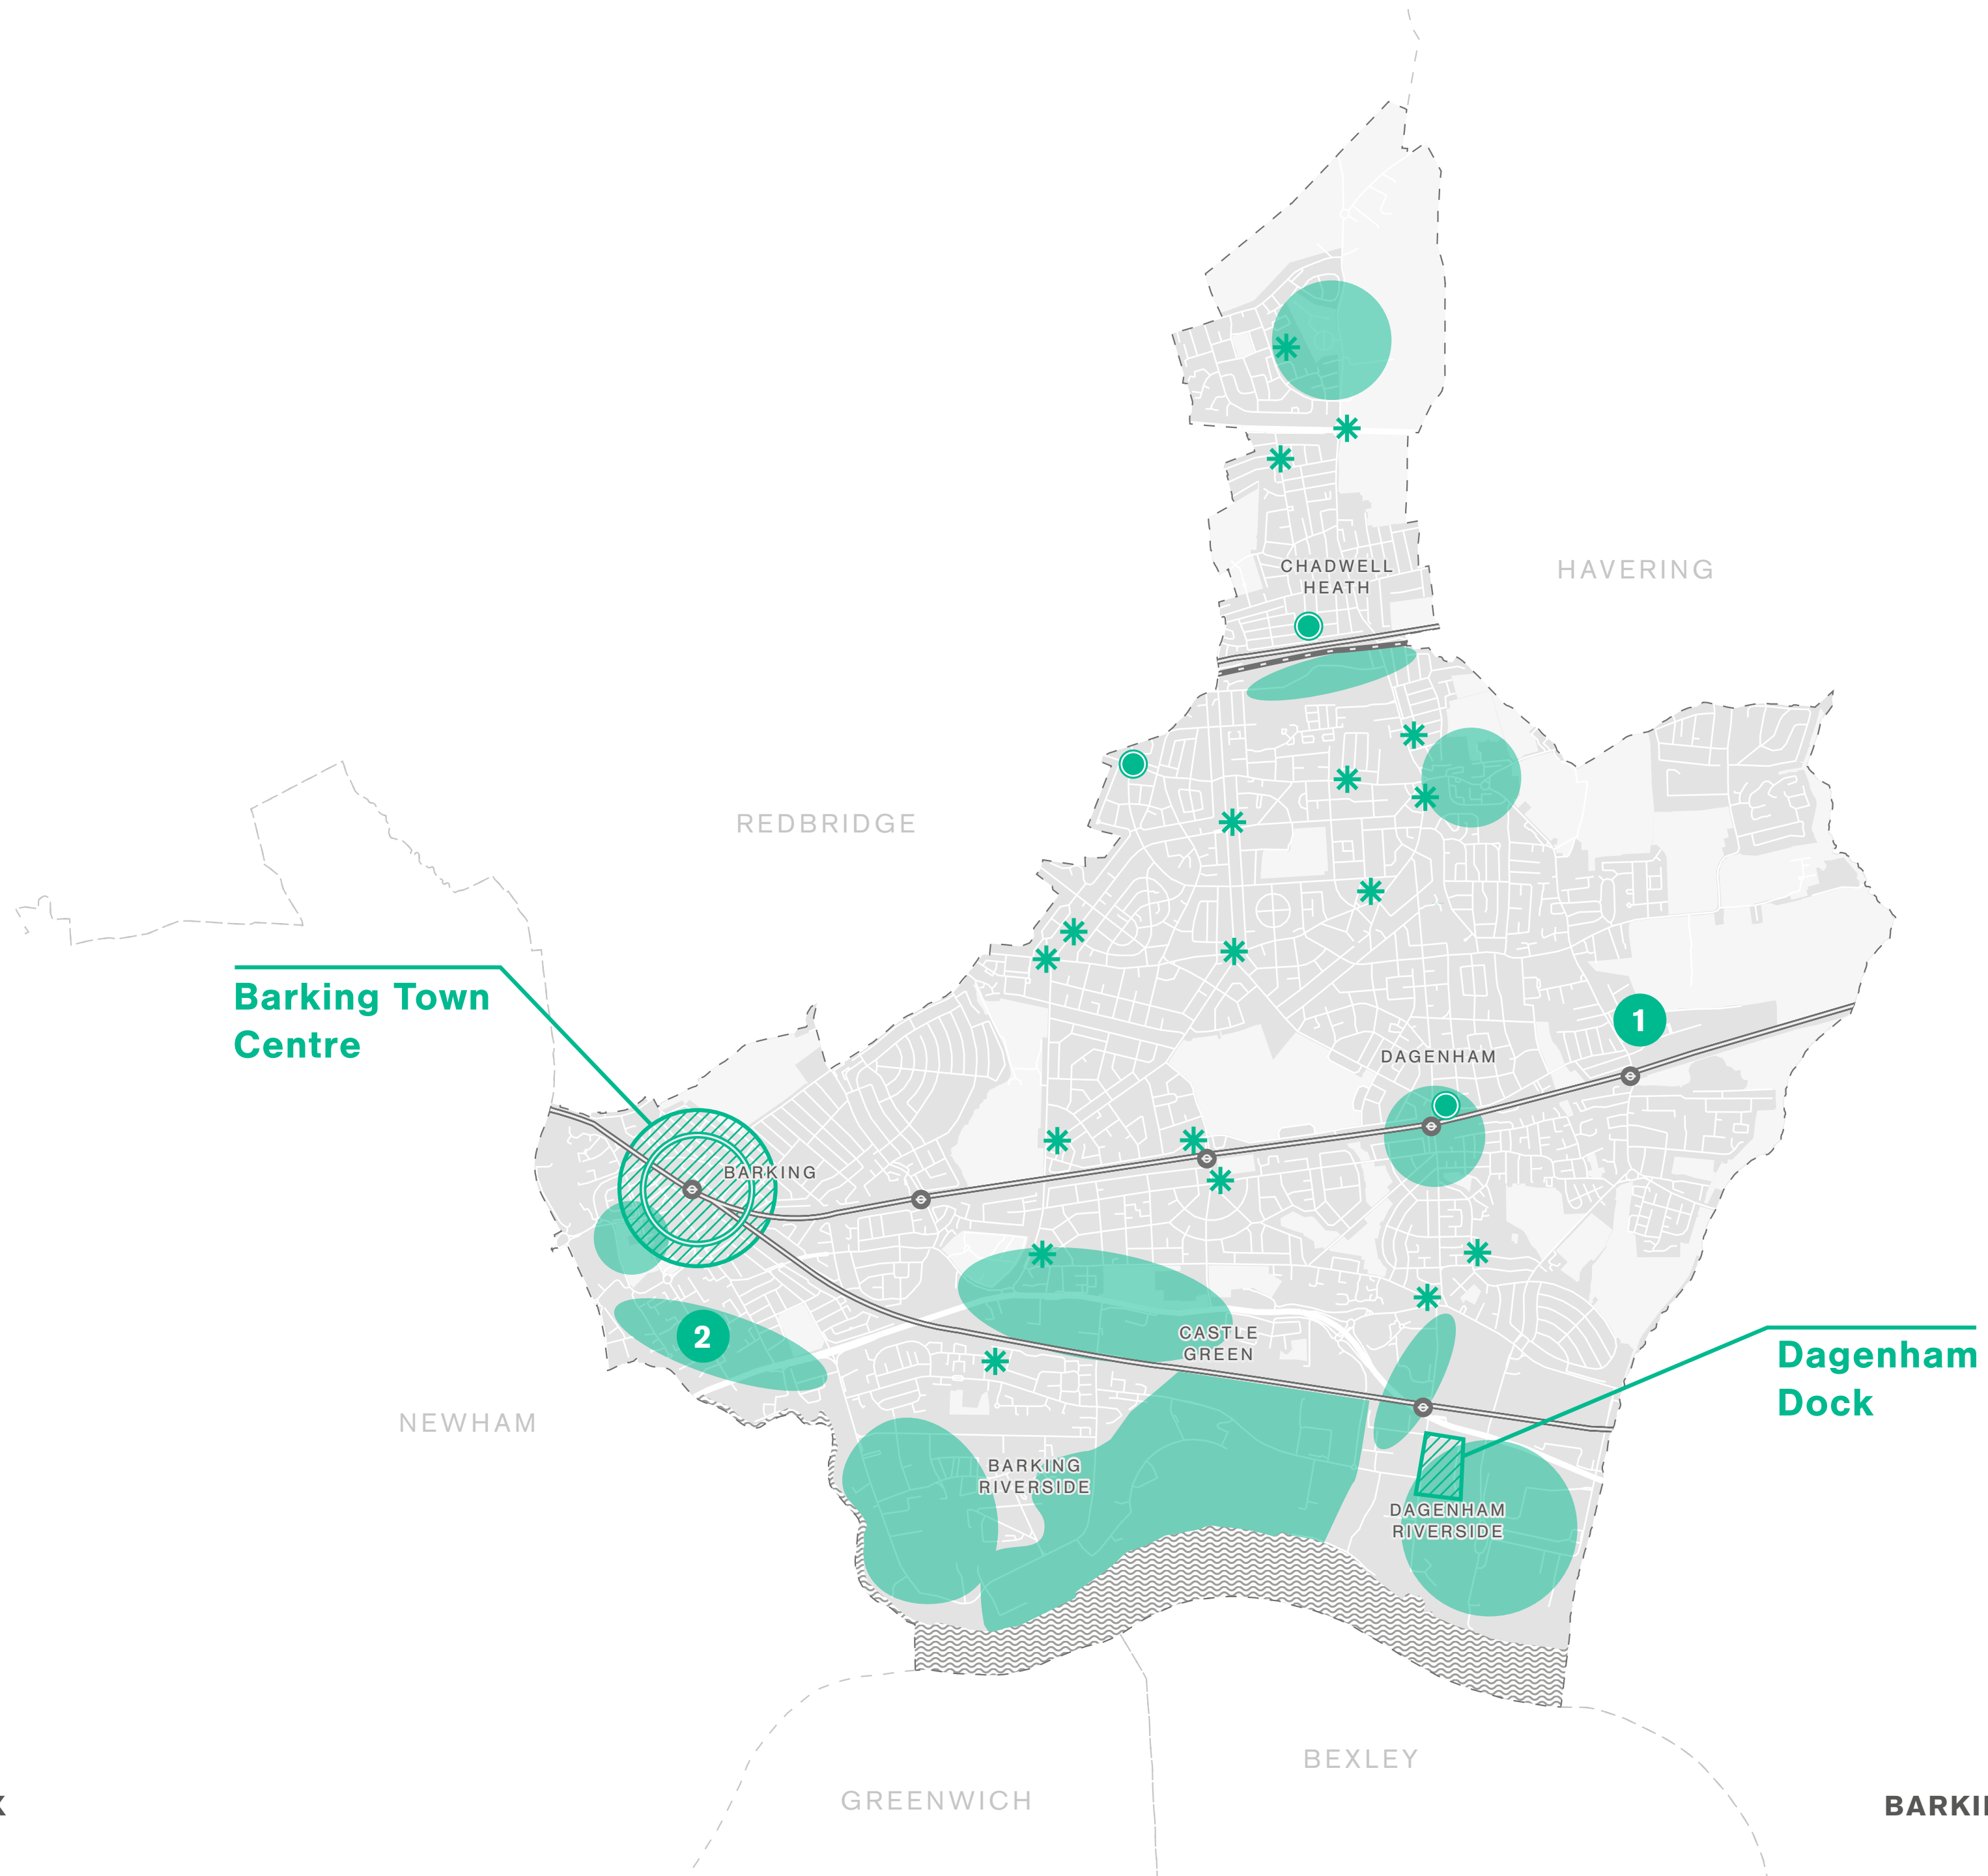 CHADWELL
HEATH
HAVERING
REDBRIDGE
Barking Town
Centre
1
DAGENHAM
BARKING
2
CASTLE
GREEN
Dagenham
Dock
NEWHAM
BARKING
RIVERSIDE
DAGENHAM
RIVERSIDE
BEXLEY
GREENWICH